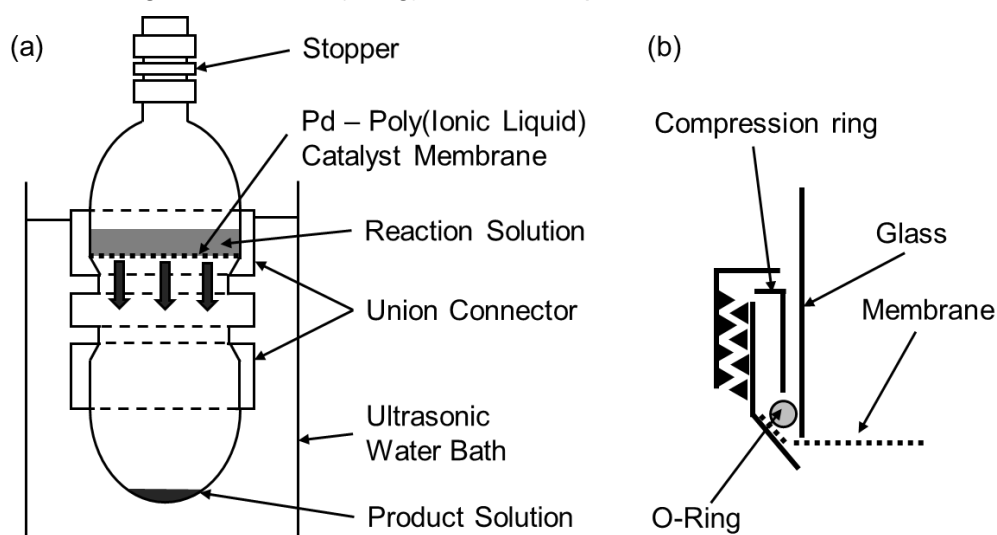 (a)
Stopper
Pd – Poly(Ionic Liquid)
Catalyst Membrane
Reaction Solution
Union Connector
Ultrasonic
Water Bath
Product Solution
(b)
Compression ring
Glass
Membrane
O-Ring